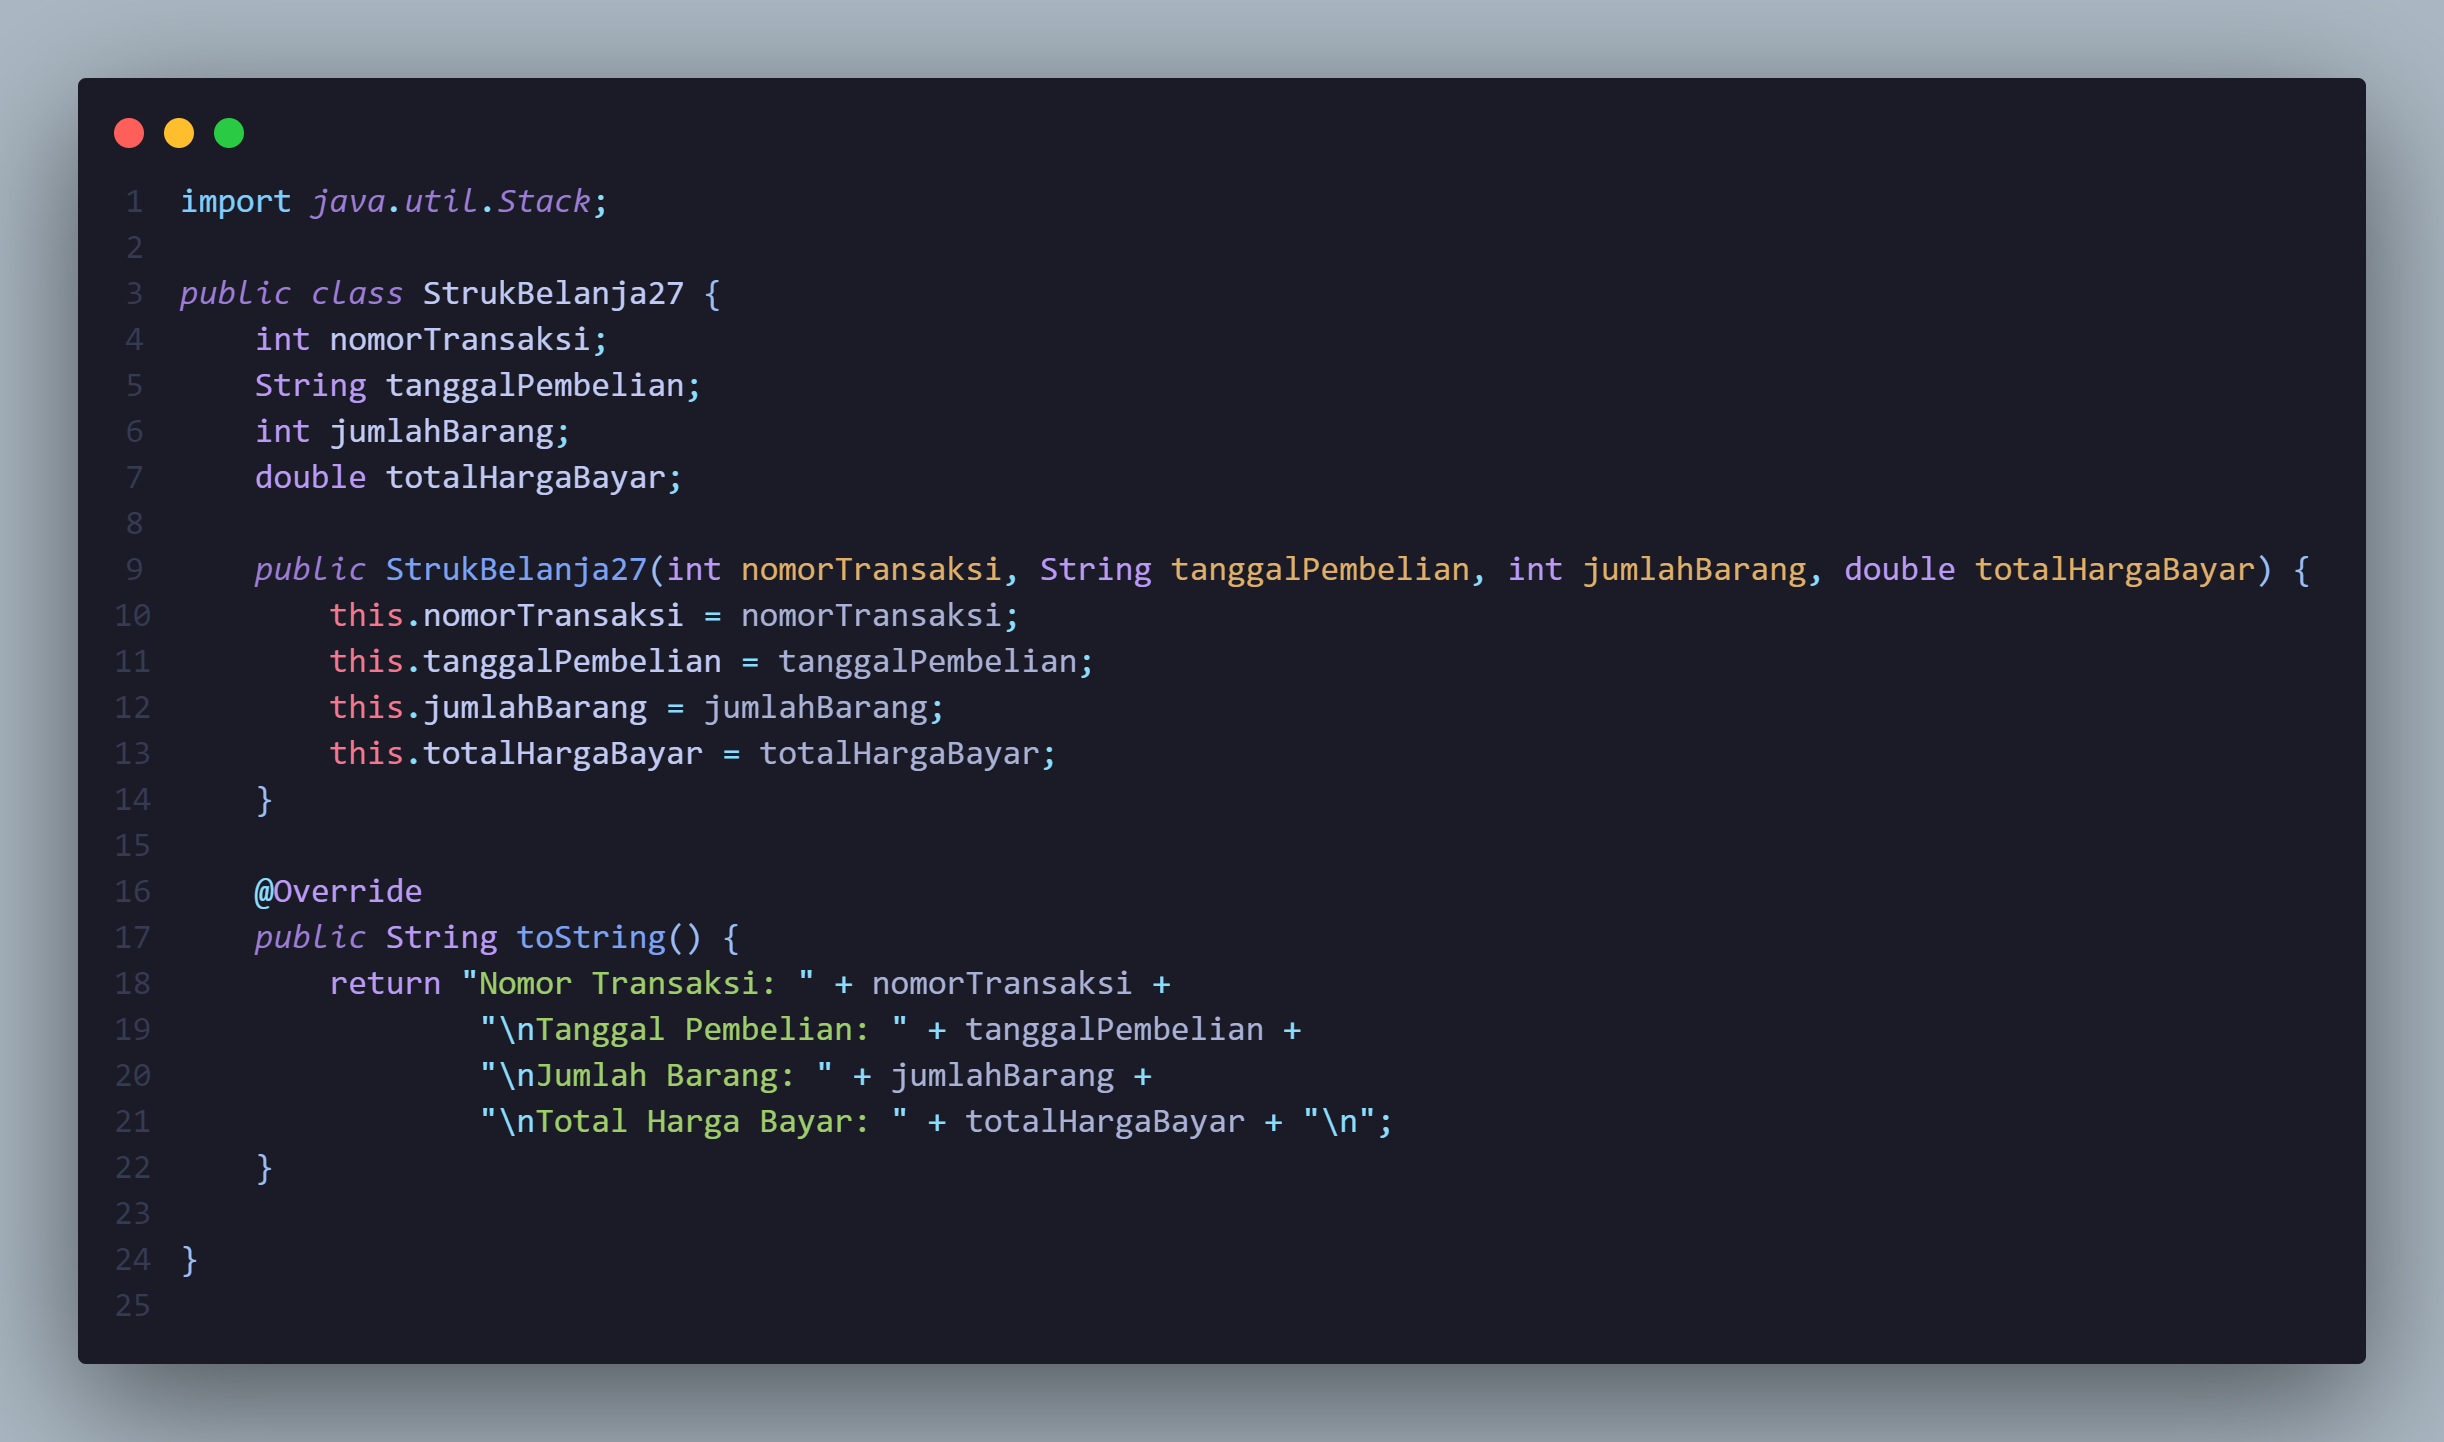 1 import java.util.Stack;
2
3 public class StrukBelanja27 {
4     int nomorTransaksi;
5     String tanggalPembelian;
6     int jumlahBarang;
7     double totalHargaBayar;
8
9     public StrukBelanja27(int nomorTransaksi, String tanggalPembelian, int jumlahBarang, double totalHargaBayar) {
10         this.nomorTransaksi = nomorTransaksi;
11         this.tanggalPembelian = tanggalPembelian;
12         this.jumlahBarang = jumlahBarang;
13         this.totalHargaBayar = totalHargaBayar;
14     }
15
16     @Override
17     public String toString() {
18         return "Nomor Transaksi: " + nomorTransaksi +
19                 "\nTanggal Pembelian: " + tanggalPembelian +
20                 "\nJumlah Barang: " + jumlahBarang +
21                 "\nTotal Harga Bayar: " + totalHargaBayar + "\n";
22     }
23
24 }
25